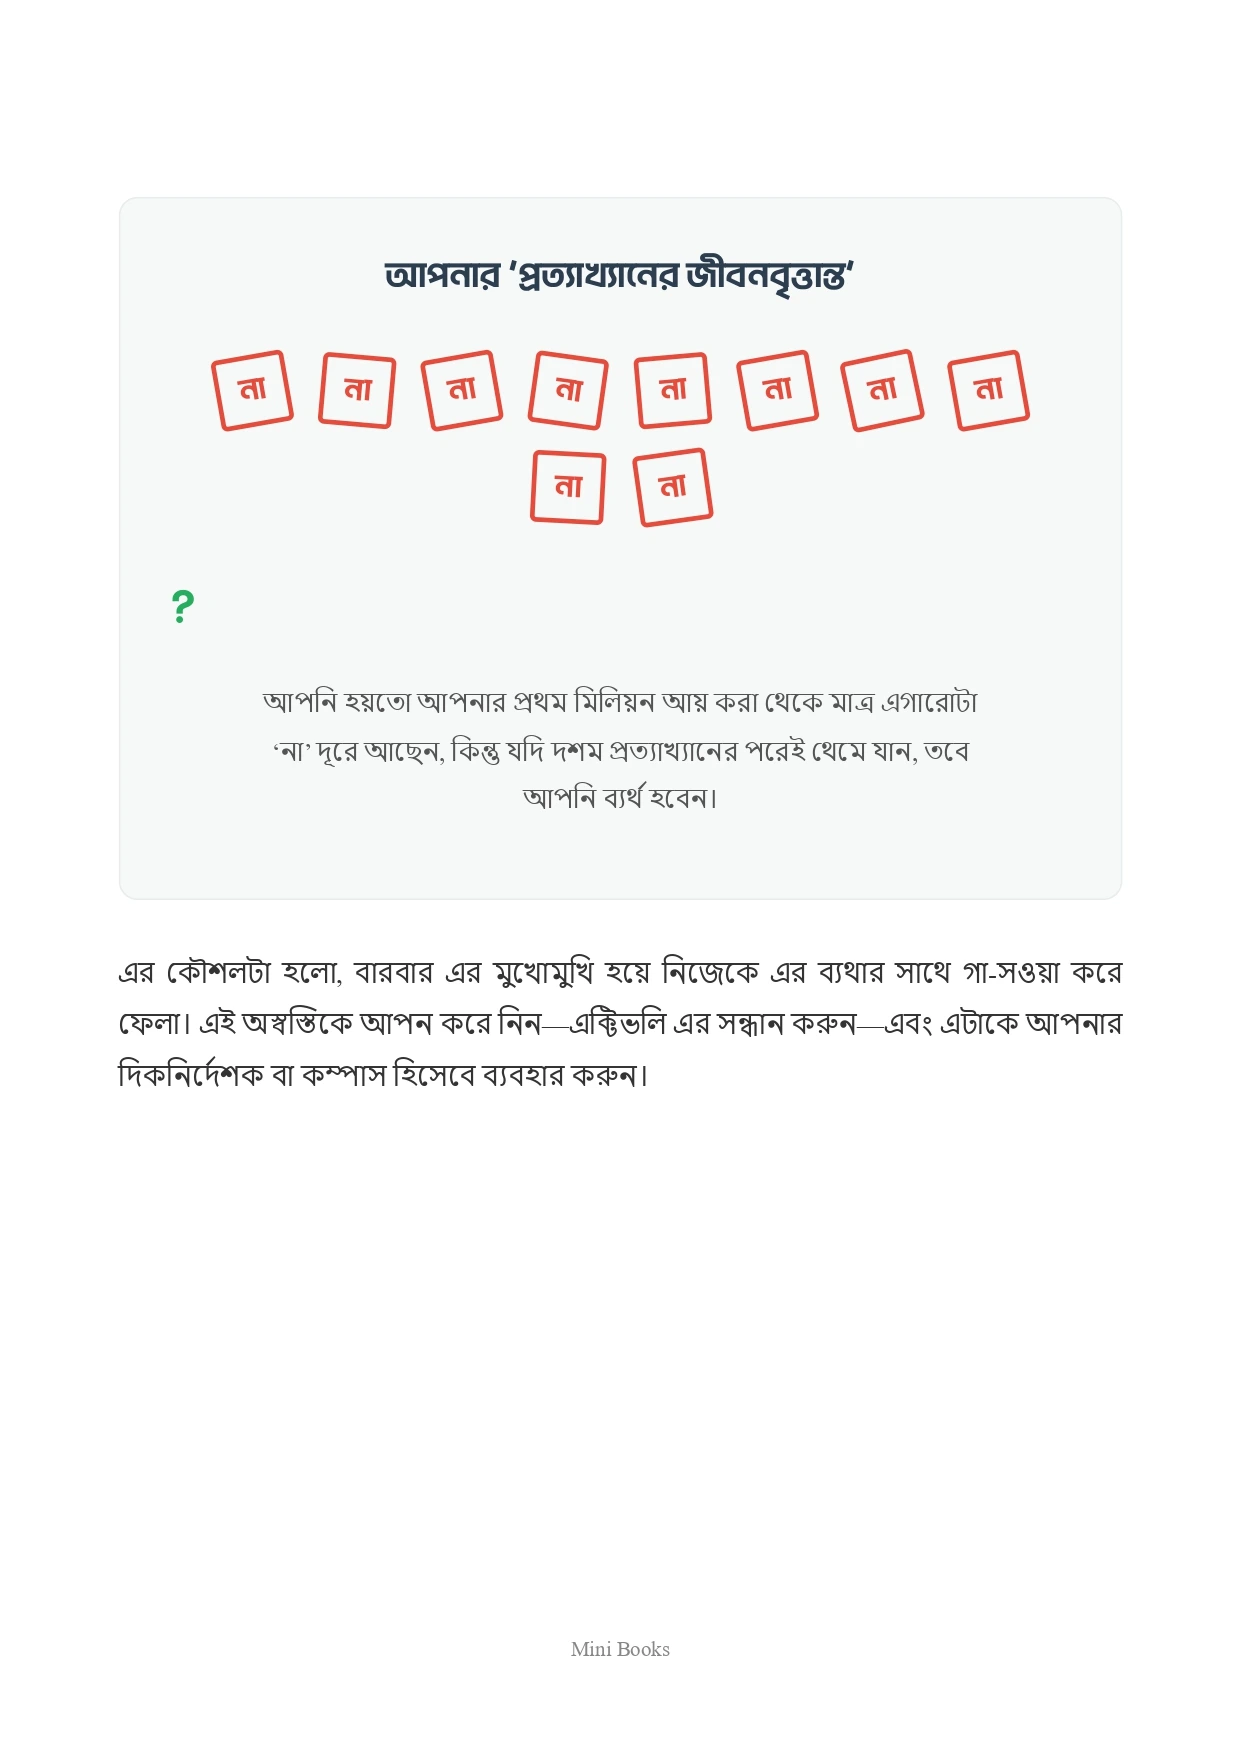 আপনার ‘প্রত্যাখ্যানের জীবনবৃত্তান্ত‘
না না না না না না না না
না না
?
আপনি হয়তো আপনার প্রথম মিলিয়ন আয় করা থেকে মাত্র এগারোটা
‘না’ দূরে আছেন, কিন্তু যদি দশম প্রত্যাখ্যানের পরেই থেমে যান, তবে
আপনি ব্যর্থ হবেন।
এর কৌশলটা হলো, বারবার এর মুখোমুখি হয়ে নিজেকে এর ব্যথার সাথে গা-সওয়া করে
ফেলা। এই অস্বস্তিকে আপন করে নিন—এক্টিভলি এর সন্ধান করুন—এবং এটাকে আপনার
দিকনির্দেশক বা কম্পাস হিসেবে ব্যবহার করুন।
Mini Books